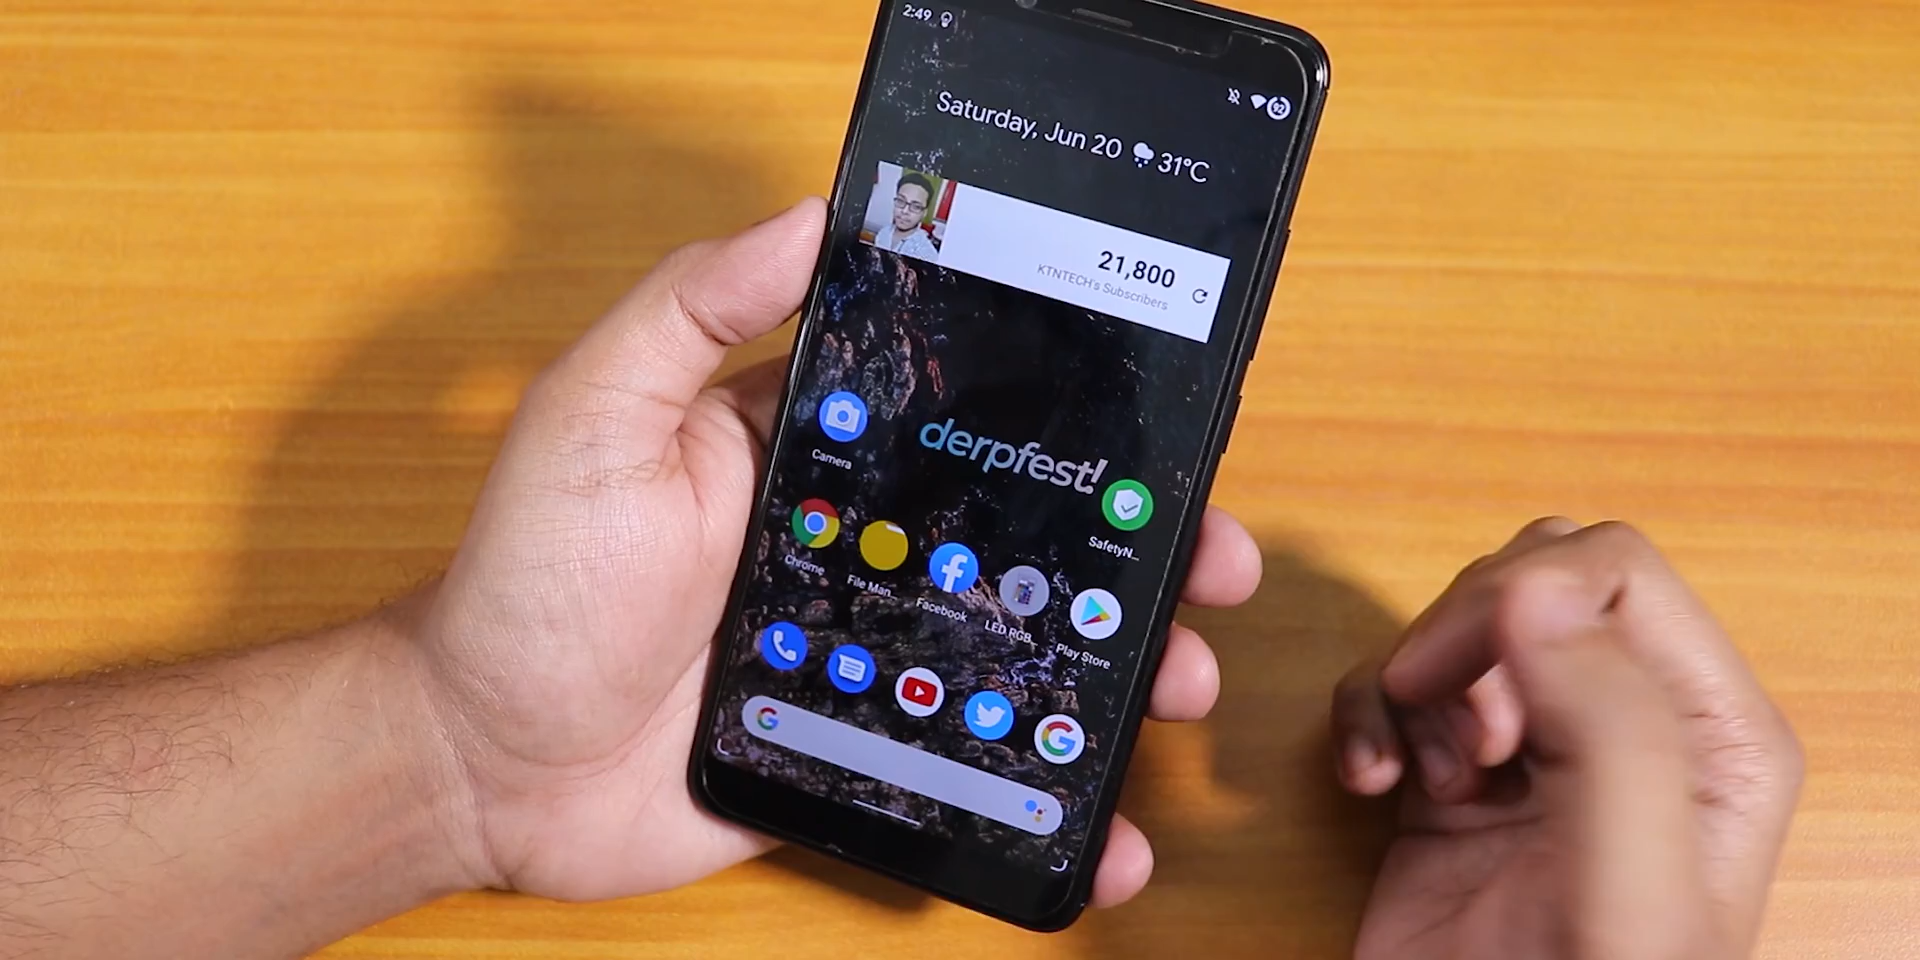 2:49
92
Saturday, Jun 20 31°C
21,800
KTNTECH's Subscribers
derpfest!
Camera
SafetyN...
Chrome
File Man...
Facebook
LED RGB...
Play Store